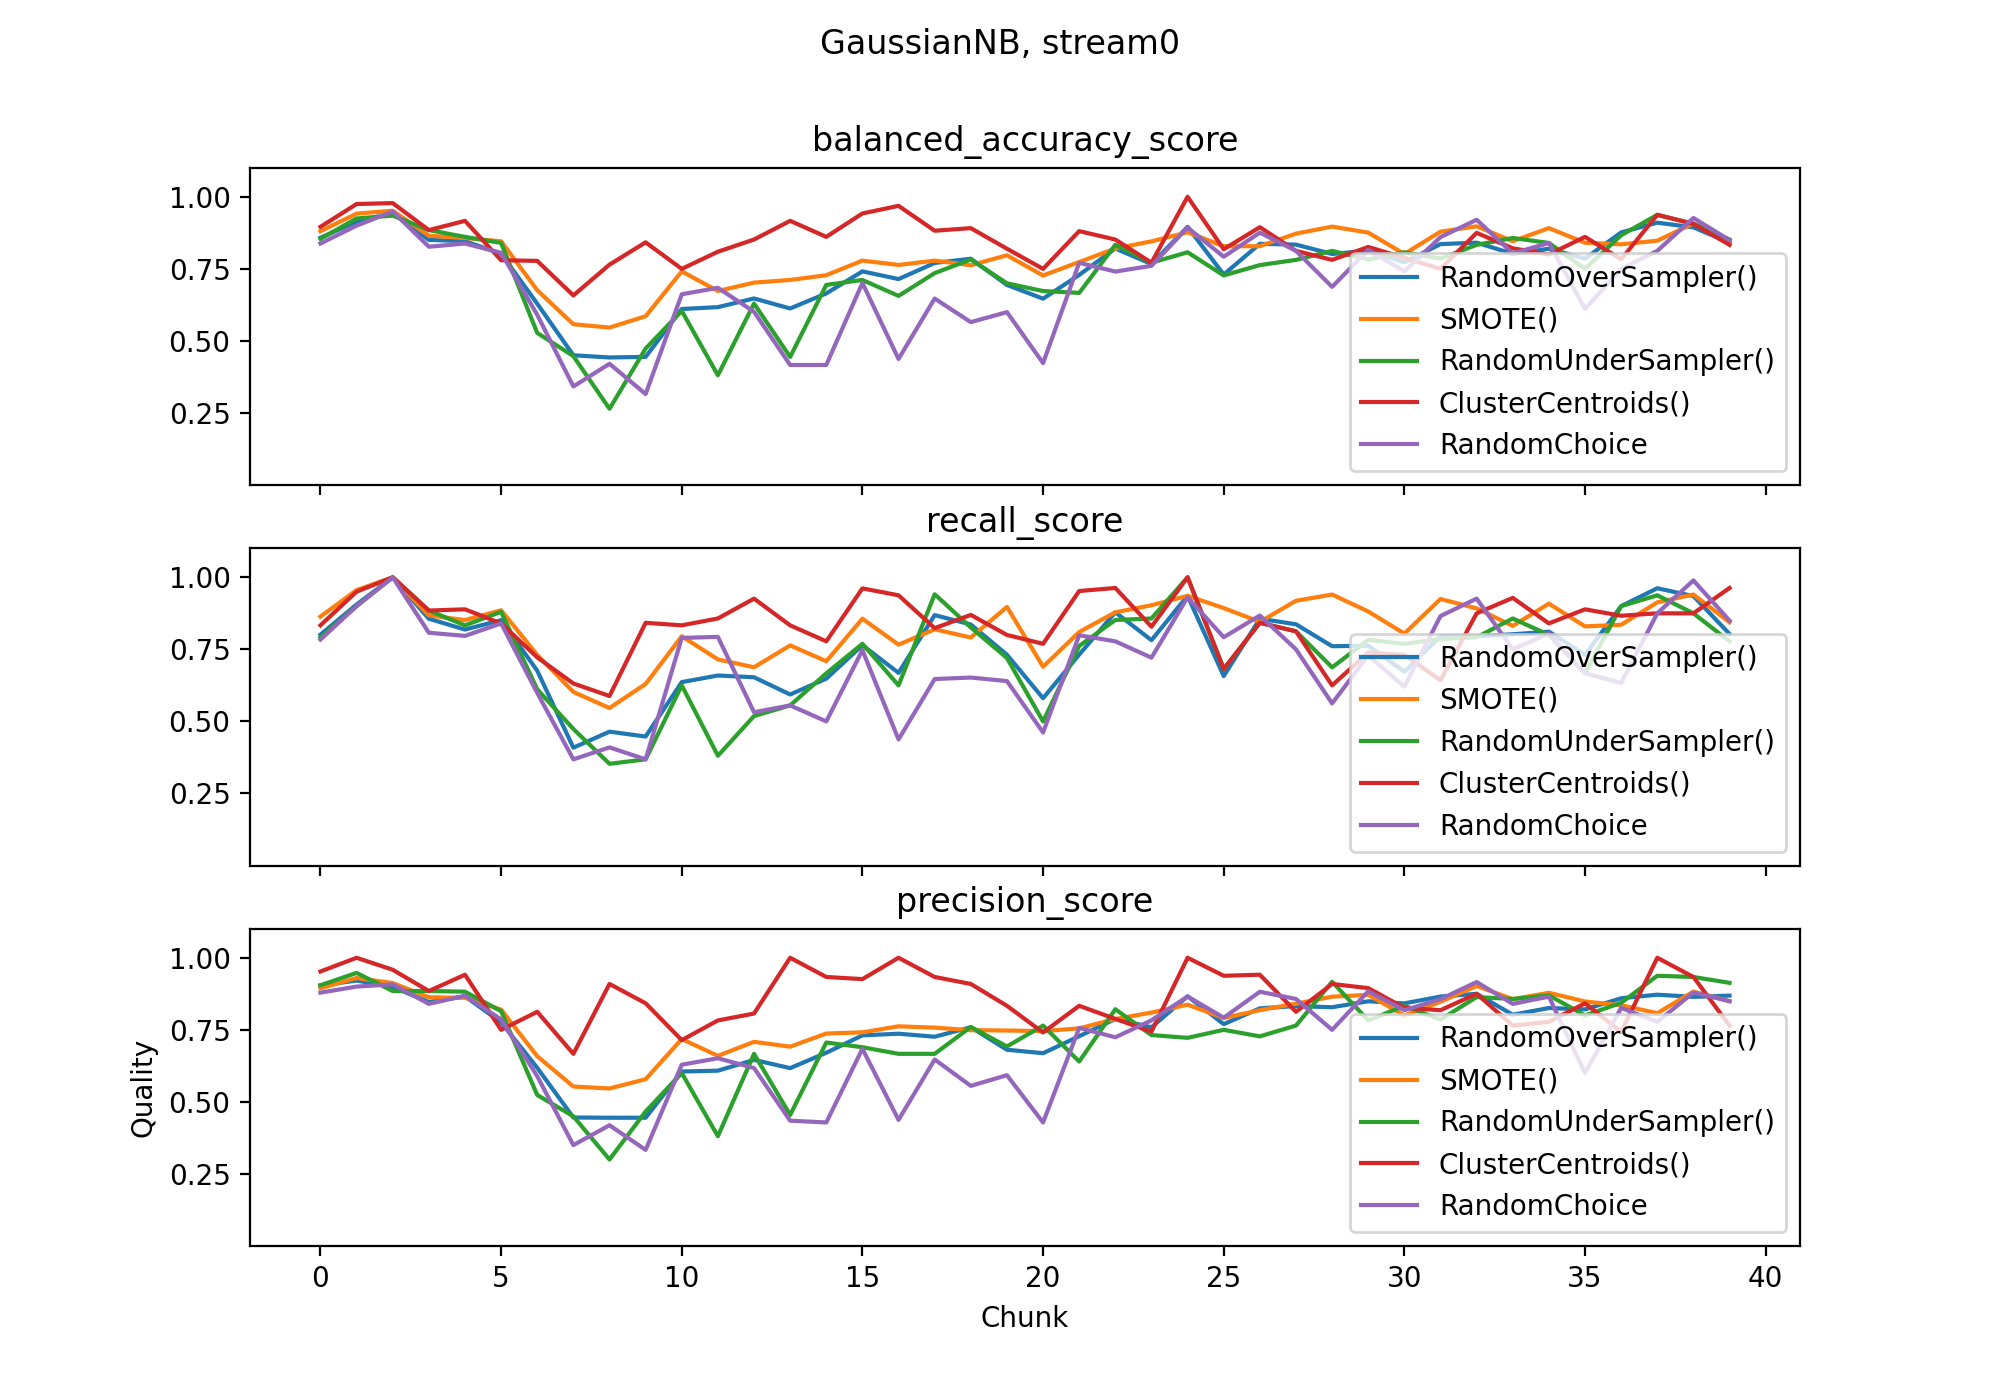 GaussianNB, stream0
balanced_accuracy_score
1.00
0.75
0.50
0.25
RandomOverSampler()
SMOTE()
RandomUnderSampler()
ClusterCentroids()
RandomChoice
recall_score
1.00
0.75
0.50
0.25
RandomOverSampler()
SMOTE()
RandomUnderSampler()
ClusterCentroids()
RandomChoice
precision_score
Quality
1.00
0.75
0.50
0.25
RandomOverSampler()
SMOTE()
RandomUnderSampler()
ClusterCentroids()
RandomChoice
0 5 10 15 20 25 30 35 40
Chunk